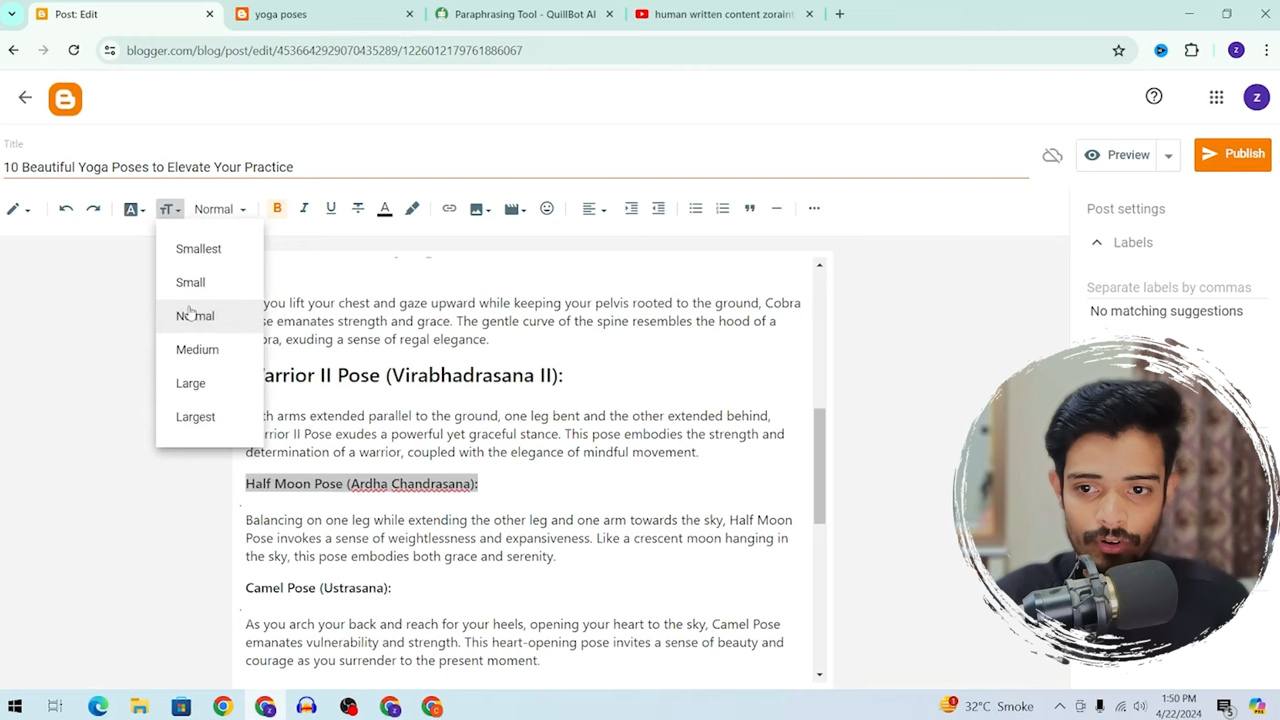 Post: Edit
yoga poses
Paraphrasing Tool - QuillBot AI
human written content zoraint
blogger.com/blog/post/edit/4536642929070435289/1226012179761886067
z
z
Title
10 Beautiful Yoga Poses to Elevate Your Practice
Preview
Publish
Normal
B
I
U
S
A
Smallest
Small
Normal
Medium
Large
Largest
you lift your chest and gaze upward while keeping your pelvis rooted to the ground, Cobra
emanates strength and grace. The gentle curve of the spine resembles the hood of a
exuding a sense of regal elegance.
Warrior II Pose (Virabhadrasana II):
arms extended parallel to the ground, one leg bent and the other extended behind,
Warrior II Pose exudes a powerful yet graceful stance. This pose embodies the strength and
determination of a warrior, coupled with the elegance of mindful movement.
Half Moon Pose (Ardha Chandrasana):
Balancing on one leg while extending the other leg and one arm towards the sky, Half Moon
Pose invokes a sense of weightlessness and expansiveness. Like a crescent moon hanging in
the sky, this pose embodies both grace and serenity.
Camel Pose (Ustrasana):
As you arch your back and reach for your heels, opening your heart to the sky, Camel Pose
emanates vulnerability and strength. This heart-opening pose invites a sense of beauty and
courage as you surrender to the present moment.
Post settings
Labels
Separate labels by commas
No matching suggestions
32°C Smoke
1:50 PM
4/22/2024
5